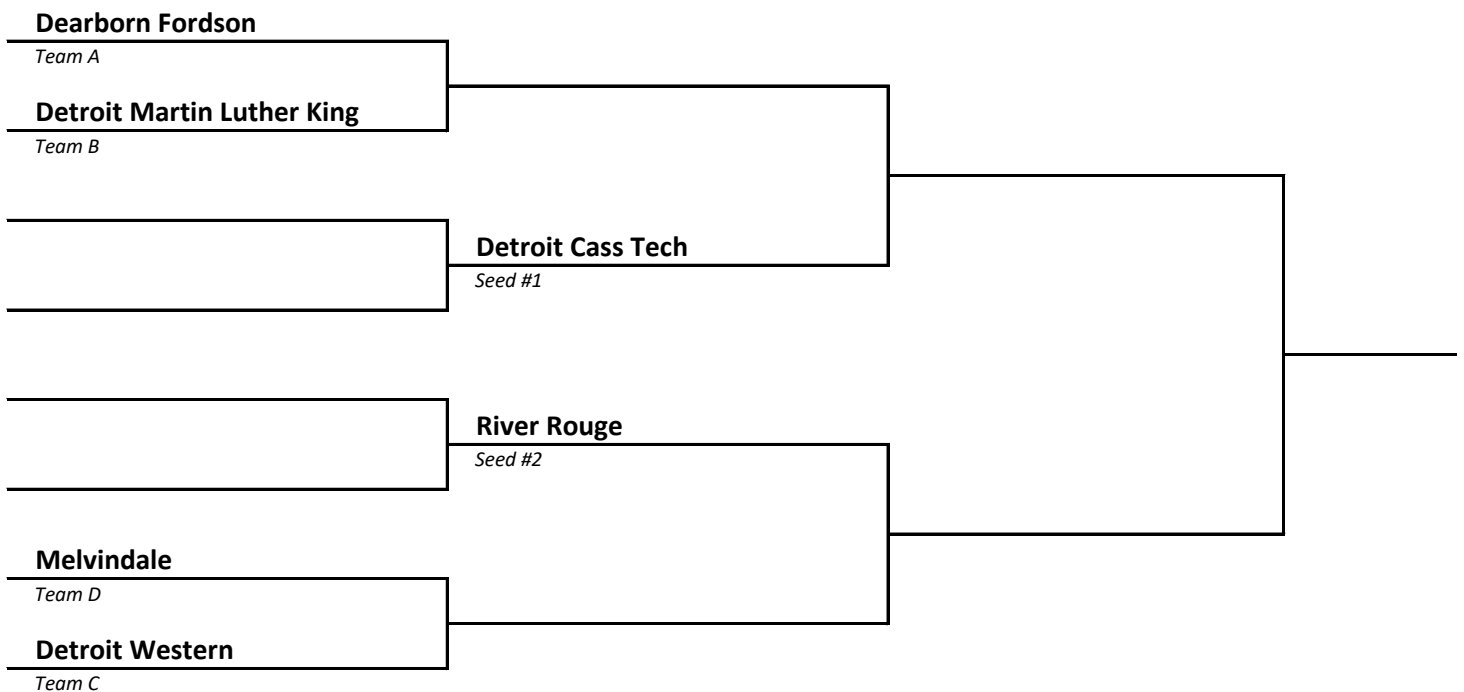 Dearborn Fordson
Team A
Detroit Martin Luther King
Team B
Detroit Cass Tech
Seed #1
River Rouge
Seed #2
Melvindale
Team D
Detroit Western
Team C